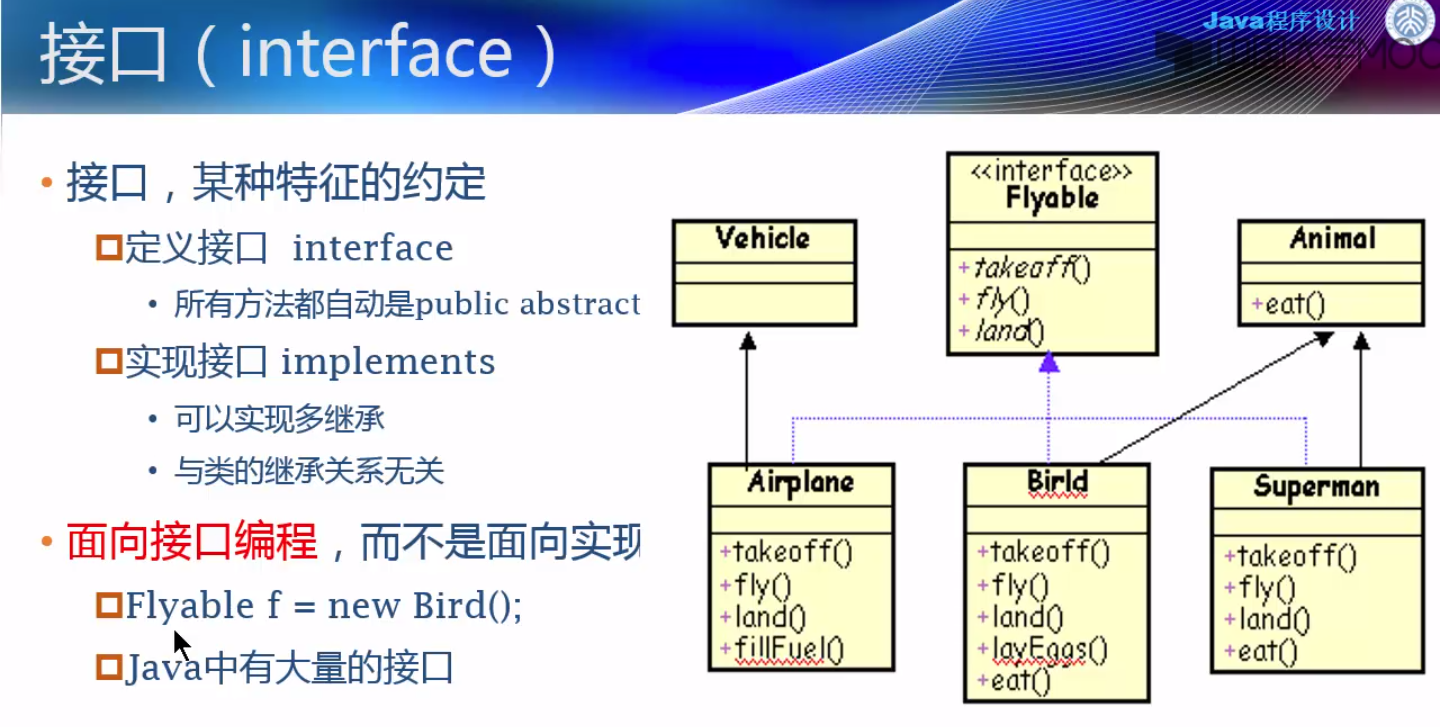 Java程序设计
接口（interface）
• 接口，某种特征的约定
定义接口 interface
• 所有方法都自动是public abstract
实现接口 implements
• 可以实现多继承
• 与类的继承关系无关
• 面向接口编程，而不是面向实现
Flyable f = new Bird();
Java中有大量的接口
<<interface>>
Flyable
+takeoff()
+fly()
+land()
Vehicle
Animal
+eat()
Airplane
+takeoff()
+fly()
+land()
+fillFuel()
Birld
+takeoff()
+fly()
+land()
+layEggs()
+eat()
Superman
+takeoff()
+fly()
+land()
+eat()